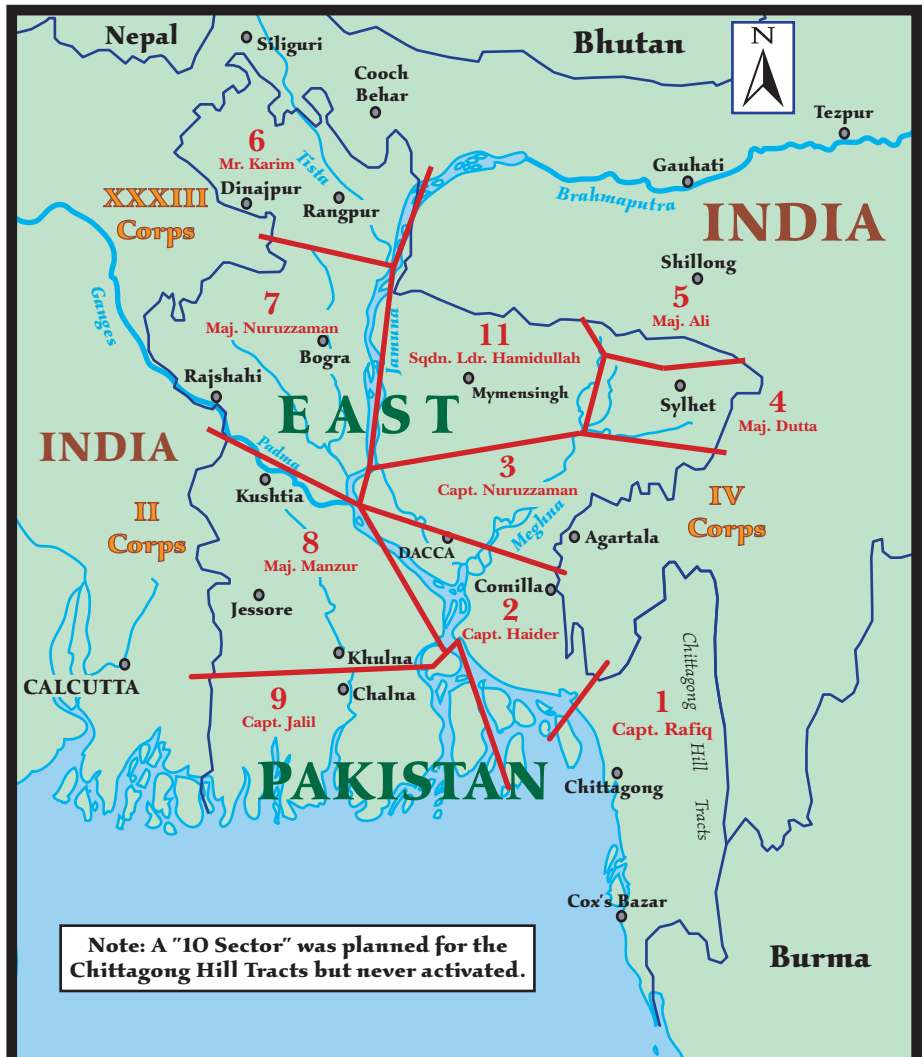 Nepal
Siliguri
Bhutan
N
Cooch
Behar
Tezpur
6
Mr. Karim
Tista
Dinajpur
Rangpur
Gauhati
Brahmaputra
XXXIII
Corps
INDIA
Shillong
Ganges
7
Maj. Nuruzzaman
Bogra
Jamuna
11
Sqdn. Ldr. Hamidullah
Mymensingh
5
Maj. Ali
Rajshahi
Sylhet
EAST
4
Maj. Dutta
INDIA
Padma
Kushtia
3
Capt. Nuruzzaman
II
Corps
IV
Corps
Meghna
Agartala
DACCA
8
Maj. Manzur
Comilla
Jessore
2
Capt. Haider
Khulna
CALCUTTA
Chalna
9
Capt. Jalil
1
Capt. Rafiq
Chittagong
Hill
Tracts
PAKISTAN
Chittagong
Cox's Bazar
Note: A "10 Sector" was planned for the
Chittagong Hill Tracts but never activated.
Burma